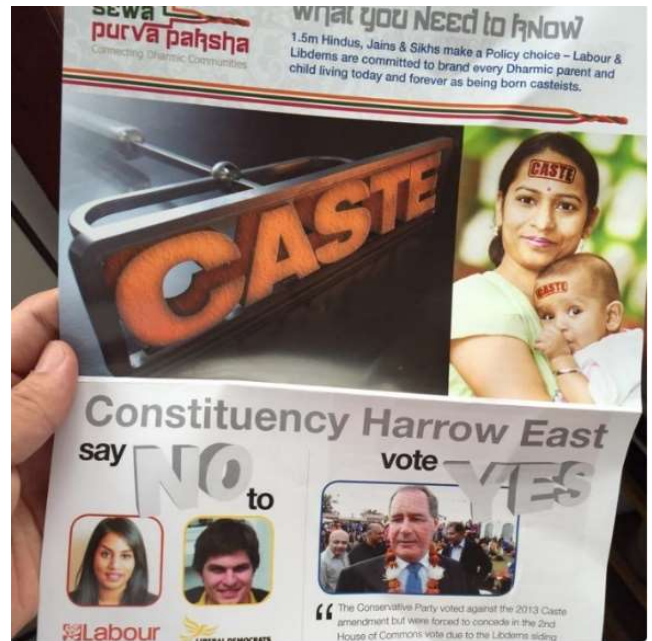 SEWA
purva paksha
Connecting Dharmic Communities
What you Need to Know
1.5m Hindus, Jains & Sikhs make a Policy choice – Labour &
Libdems are committed to brand every Dharmic parent and
child living today and forever as being born casteists.
CASTE
CASTE
CASTE
Constituency Harrow East
say NO to
vote YES
Labour
LIBERAL DEMOCRATS
“ The Conservative Party voted against the 2013 Caste
amendment but were forced to concede in the 2nd
House of Commons vote due to the Libdems siding